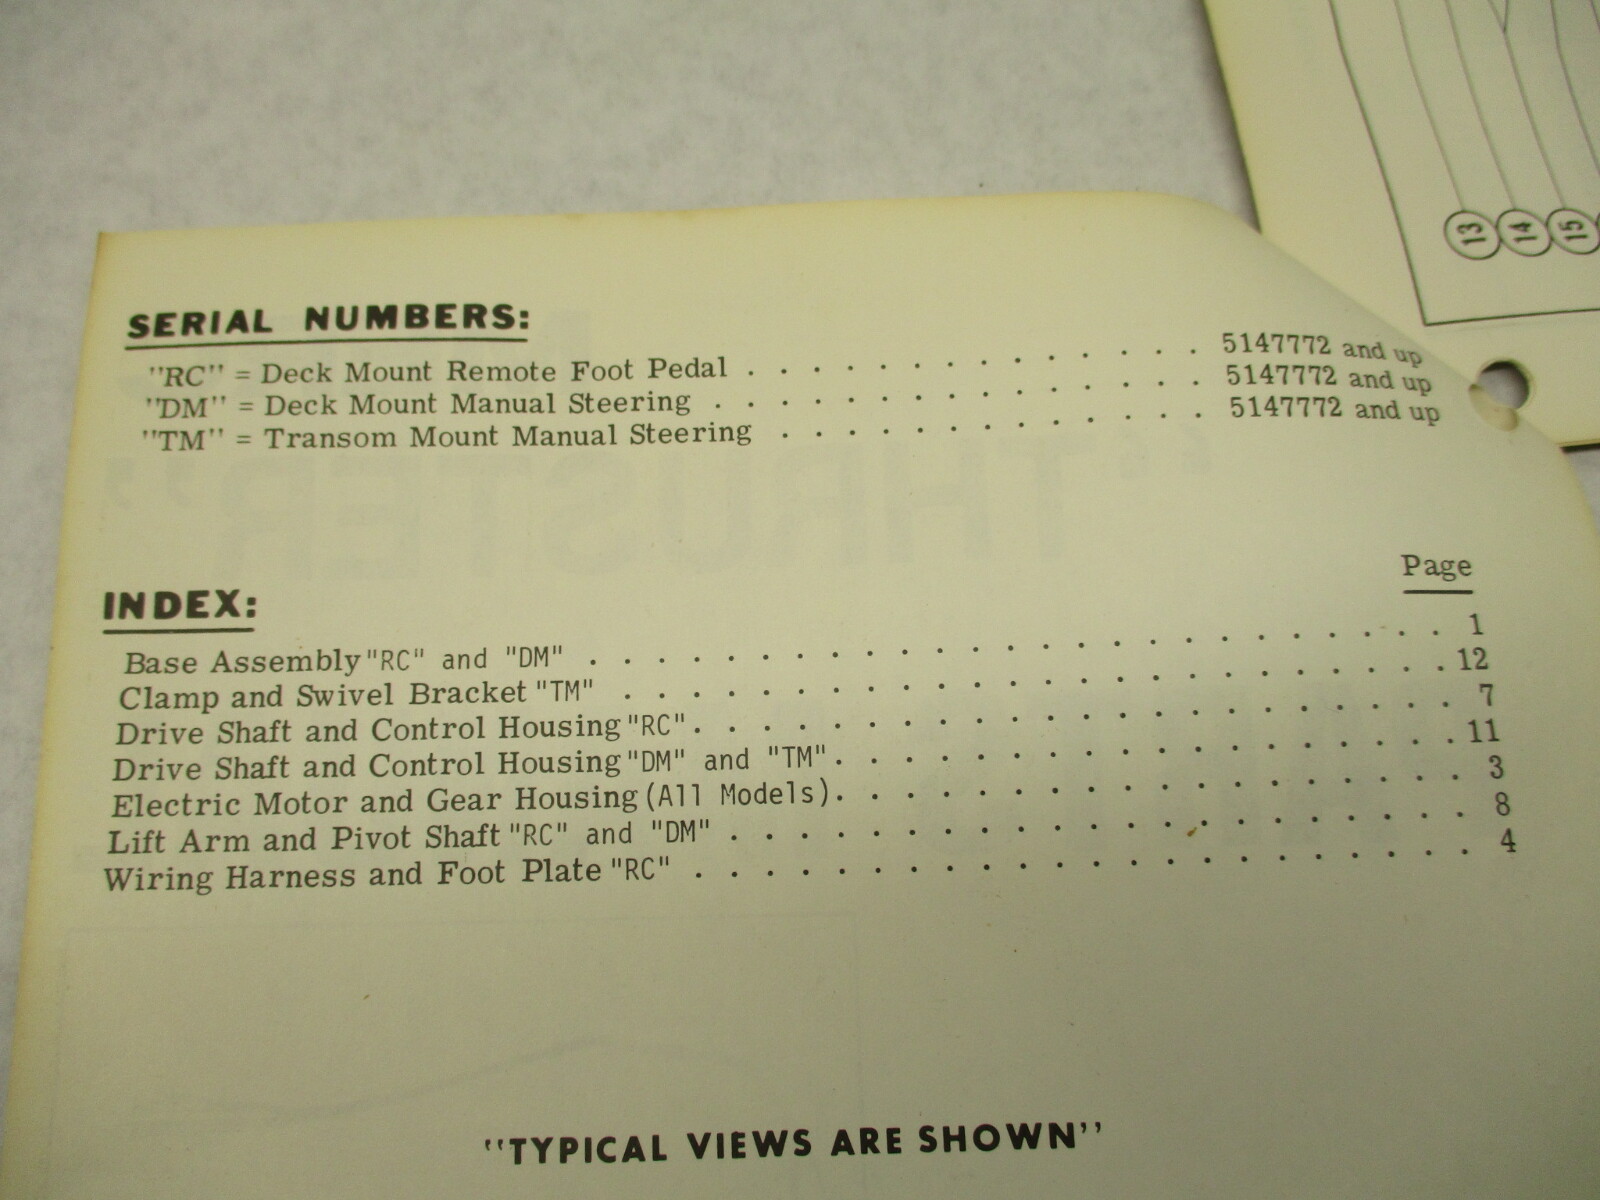 SERIAL NUMBERS:
"RC" = Deck Mount Remote Foot Pedal . . . . . . . . . . . . . . 5147772 and up
"DM" = Deck Mount Manual Steering . . . . . . . . . . . . . . . 5147772 and up
"TM" = Transom Mount Manual Steering . . . . . . . . . . . . . 5147772 and up
"THRUSTER"
Page
INDEX:
Base Assembly "RC" and "DM" . . . . . . . . . . . . . . . . . . . . . . . . . 1
Clamp and Swivel Bracket "TM" . . . . . . . . . . . . . . . . . . . . . . . . 12
Drive Shaft and Control Housing "RC". . . . . . . . . . . . . . . . . . . . . . 7
Drive Shaft and Control Housing "DM" and "TM". . . . . . . . . . . . . . . . . . 11
Electric Motor and Gear Housing (All Models). . . . . . . . . . . . . . . . . . 3
Lift Arm and Pivot Shaft "RC" and "DM" . . . . . . . . . . . . . . . . . . . . . 8
Wiring Harness and Foot Plate "RC" . . . . . . . . . . . . . . . . . . . . . . 4
"TYPICAL VIEWS ARE SHOWN"
13
14
15